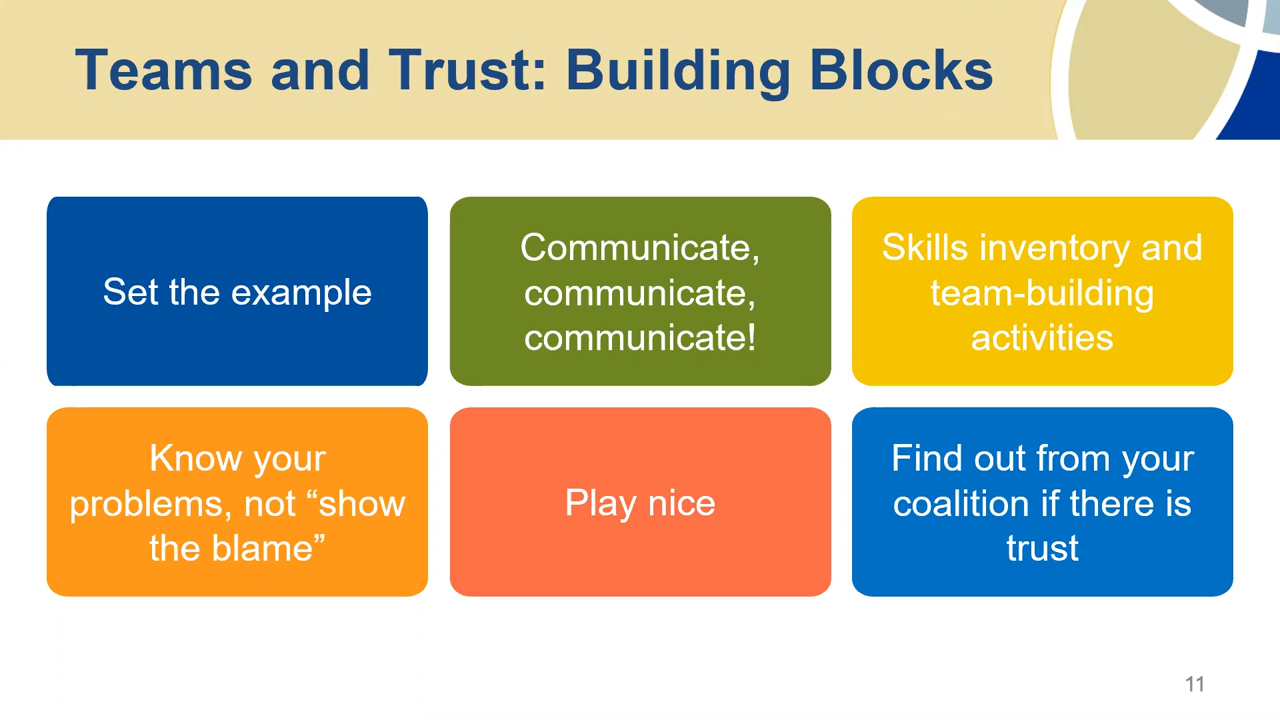 Teams and Trust: Building Blocks
Set the example
Communicate,
communicate,
communicate!
Skills inventory and
team-building
activities
Know your
problems, not “show
the blame”
Play nice
Find out from your
coalition if there is
trust
11